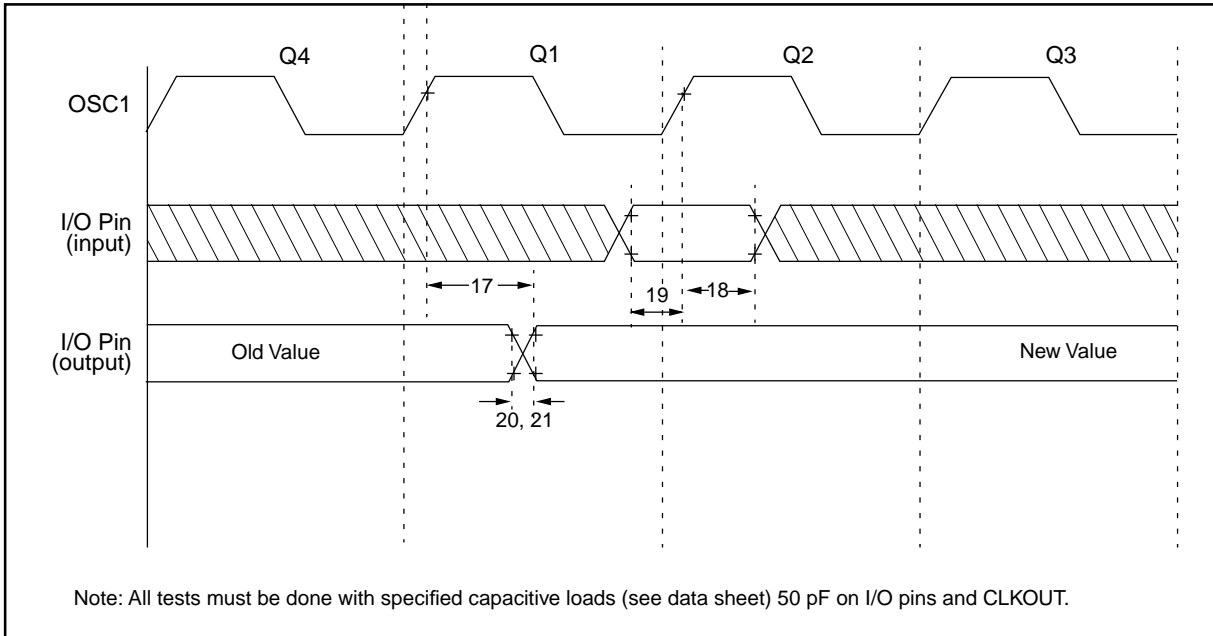 Q4 Q1 Q2 Q3
OSC1
I/O Pin
(input)
17
19
18
I/O Pin
(output)
Old Value
New Value
20, 21
Note: All tests must be done with specified capacitive loads (see data sheet) 50 pF on I/O pins and CLKOUT.